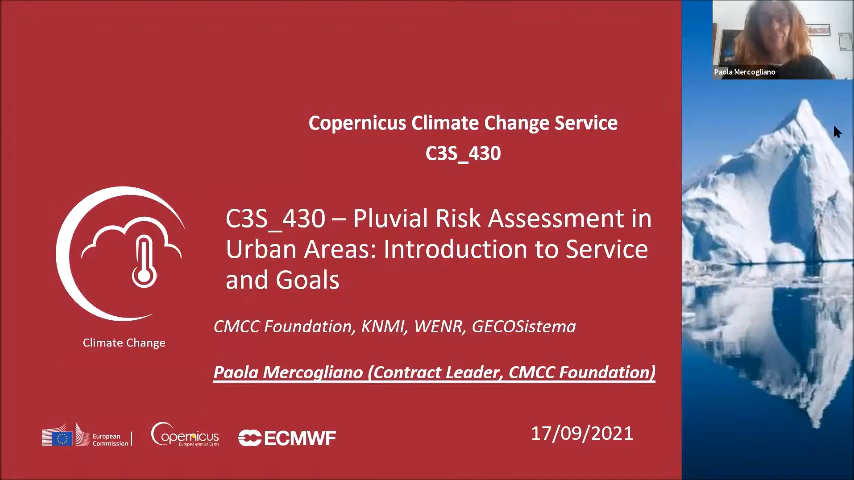 Paola Mercogliano
Copernicus Climate Change Service
C3S_430
C3S_430 – Pluvial Risk Assessment in
Urban Areas: Introduction to Service
and Goals
CMCC Foundation, KNMI, WENR, GECOSistema
Climate Change
Paola Mercogliano (Contract Leader, CMCC Foundation)
European
Commission
Copernicus
ECMWF
17/09/2021